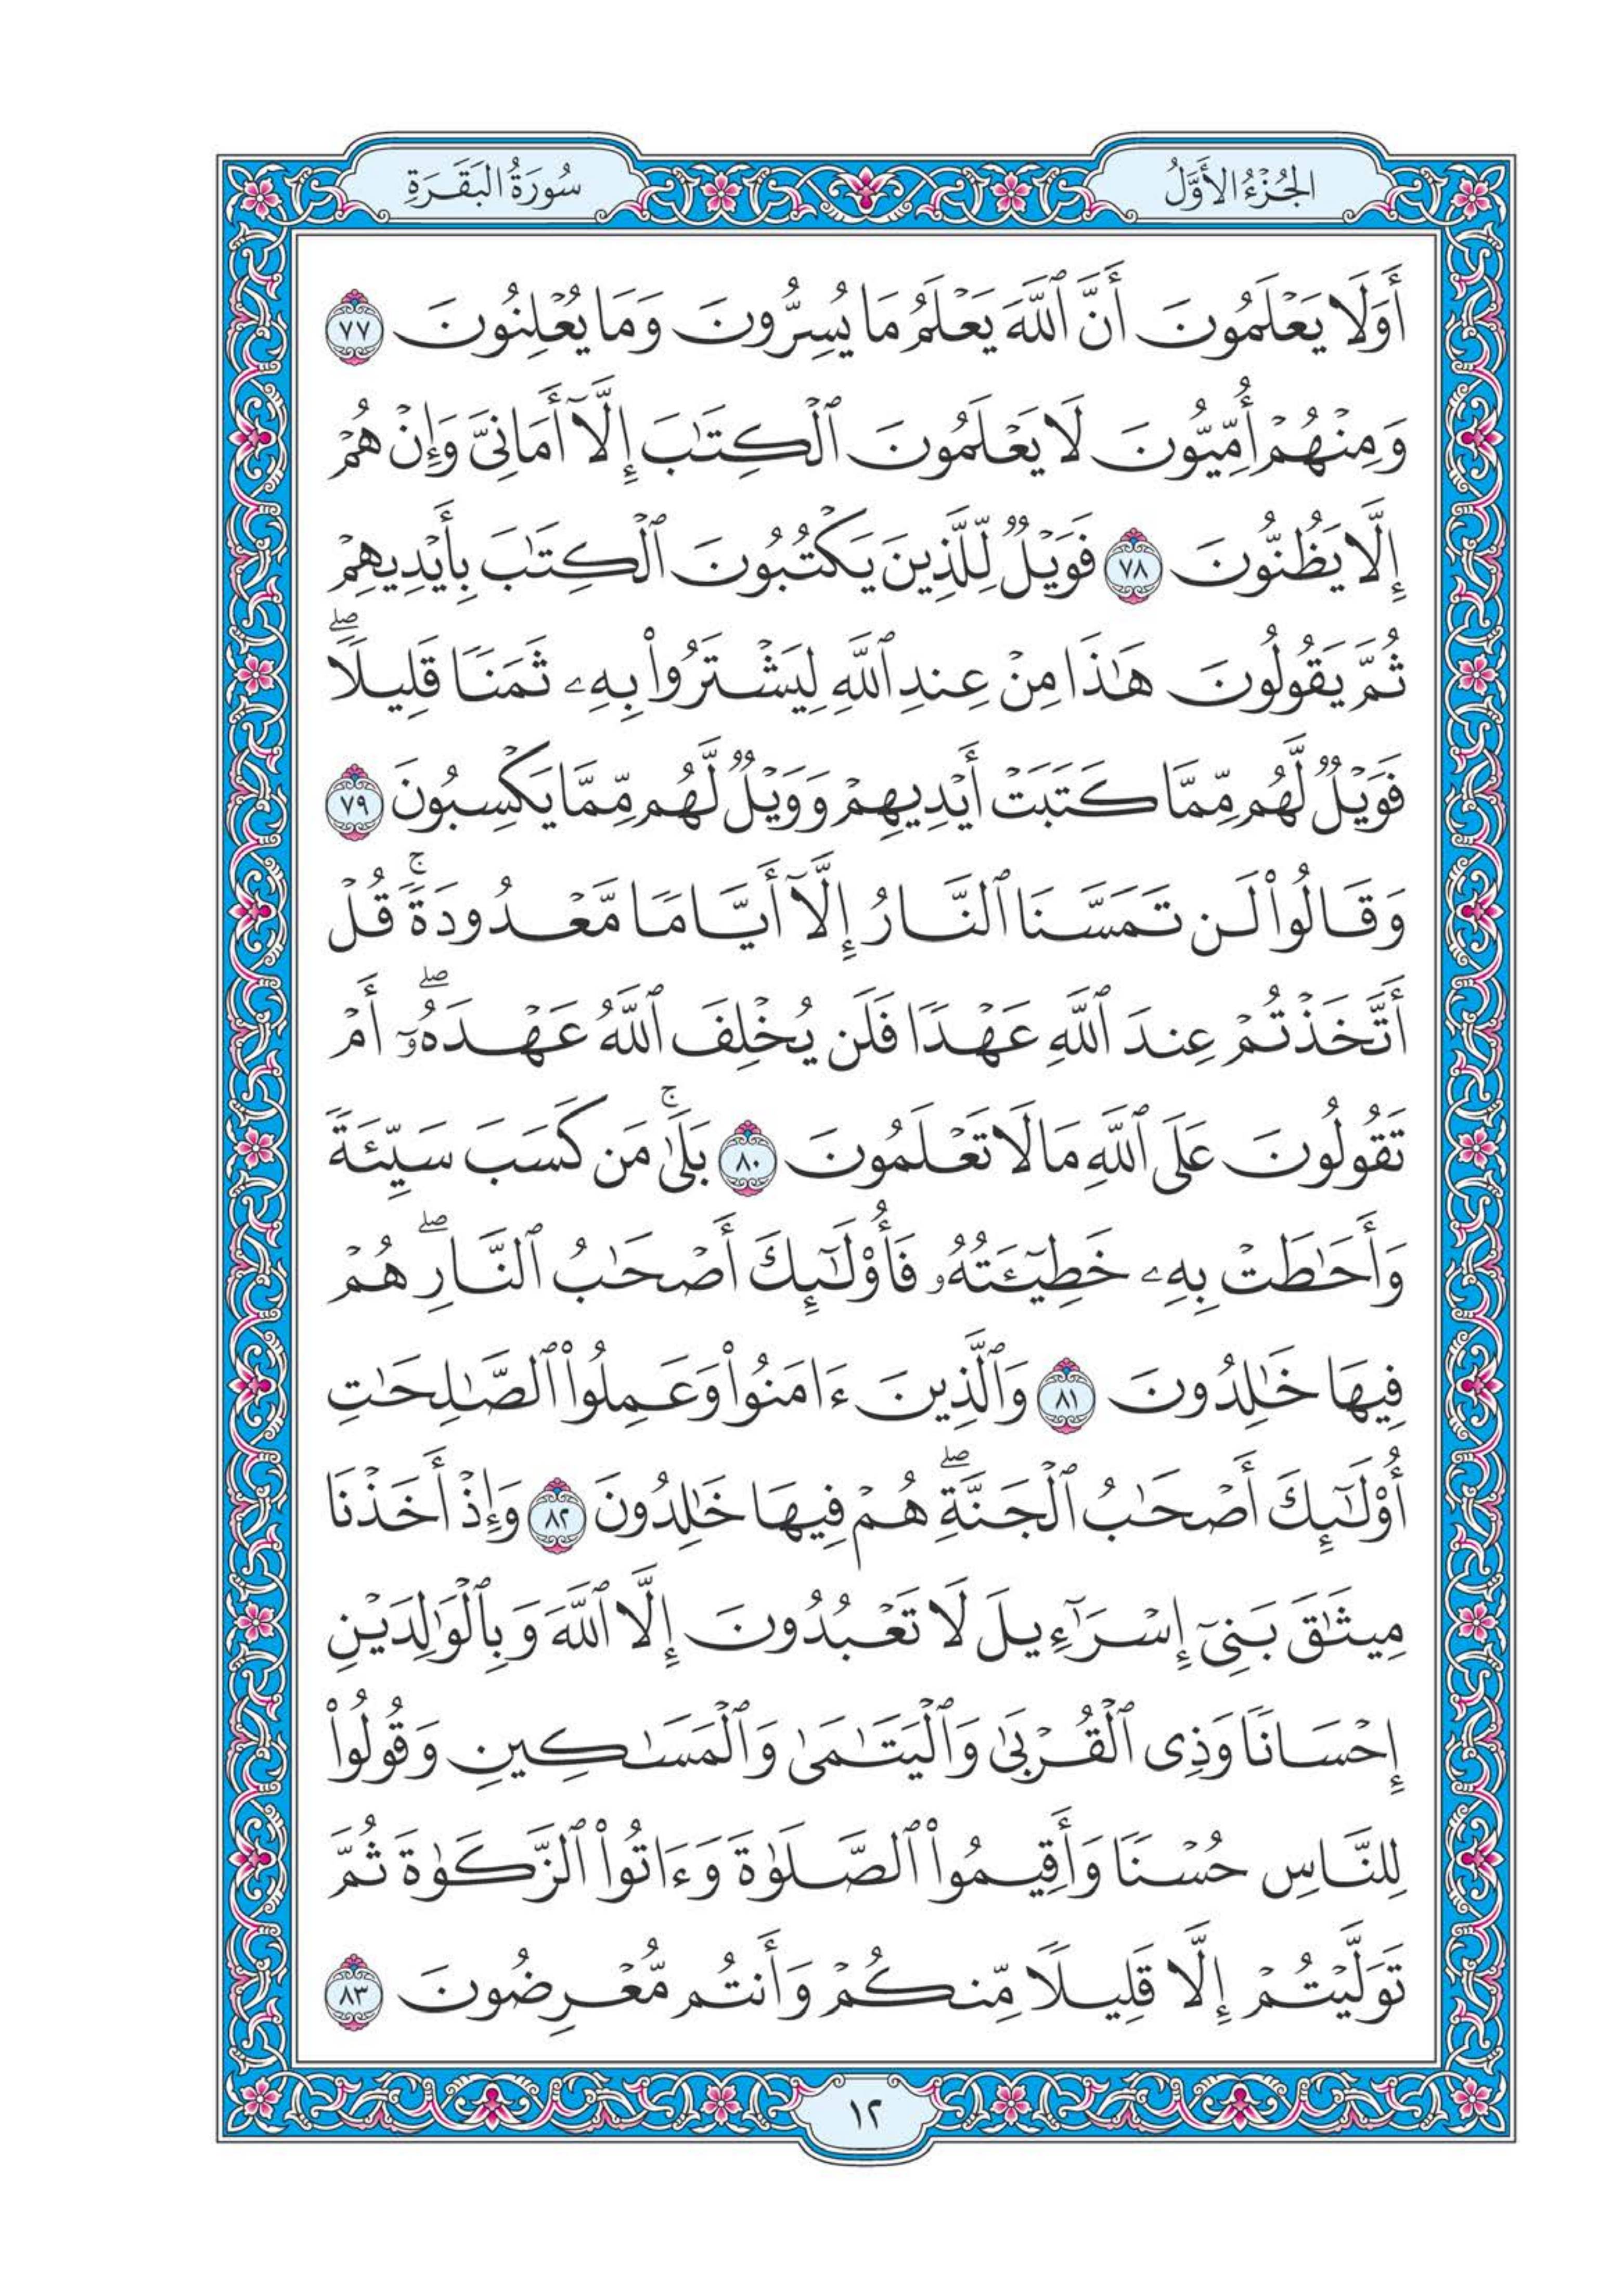 الجُزْءُ الأَوَّلُ
سُورَةُ البَقَرَةِ
أَوَلَا يَعْلَمُونَ أَنَّ ٱللَّهَ يَعْلَمُ مَا يُسِرُّونَ وَمَا يُعْلِنُونَ ٧٧
وَمِنْهُمْ أُمِّيُّونَ لَا يَعْلَمُونَ ٱلْكِتَٰبَ إِلَّآ أَمَانِىَّ وَإِنْ هُمْ
إِلَّا يَظُنُّونَ ٧٨ فَوَيْلٌ لِّلَّذِينَ يَكْتُبُونَ ٱلْكِتَٰبَ بِأَيْدِيهِمْ
ثُمَّ يَقُولُونَ هَٰذَا مِنْ عِندِ ٱللَّهِ لِيَشْتَرُوا۟ بِهِۦ ثَمَنًا قَلِيلًا ۖ
فَوَيْلٌ لَّهُم مِّمَّا كَتَبَتْ أَيْدِيهِمْ وَوَيْلٌ لَّهُم مِّمَّا يَكْسِبُونَ ٧٩
وَقَالُوا۟ لَن تَمَسَّنَا ٱلنَّارُ إِلَّآ أَيَّامًا مَّعْدُودَةً ۚ قُلْ
أَتَّخَذْتُمْ عِندَ ٱللَّهِ عَهْدًا فَلَن يُخْلِفَ ٱللَّهُ عَهْدَهُۥٓ ۖ أَمْ
تَقُولُونَ عَلَى ٱللَّهِ مَا لَا تَعْلَمُونَ ٨٠ بَلَىٰ ۚ مَن كَسَبَ سَيِّئَةً
وَأَحَٰطَتْ بِهِۦ خَطِيٓـَٔتُهُۥ فَأُو۟لَٰٓئِكَ أَصْحَٰبُ ٱلنَّارِ ۖ هُمْ
فِيهَا خَٰلِدُونَ ٨١ وَٱلَّذِينَ ءَامَنُوا۟ وَعَمِلُوا۟ ٱلصَّٰلِحَٰتِ
أُو۟لَٰٓئِكَ أَصْحَٰبُ ٱلْجَنَّةِ ۖ هُمْ فِيهَا خَٰلِدُونَ ٨٢ وَإِذْ أَخَذْنَا
مِيثَٰقَ بَنِىٓ إِسْرَٰٓءِيلَ لَا تَعْبُدُونَ إِلَّا ٱللَّهَ وَبِٱلْوَٰلِدَيْنِ
إِحْسَانًا وَذِى ٱلْقُرْبَىٰ وَٱلْيَتَٰمَىٰ وَٱلْمَسَٰكِينِ وَقُولُوا۟
لِلنَّاسِ حُسْنًا وَأَقِيمُوا۟ ٱلصَّلَوٰةَ وَءَاتُوا۟ ٱلزَّكَوٰةَ ثُمَّ
تَوَلَّيْتُمْ إِلَّا قَلِيلًا مِّنكُمْ وَأَنتُم مُّعْرِضُونَ ٨٣
١٢